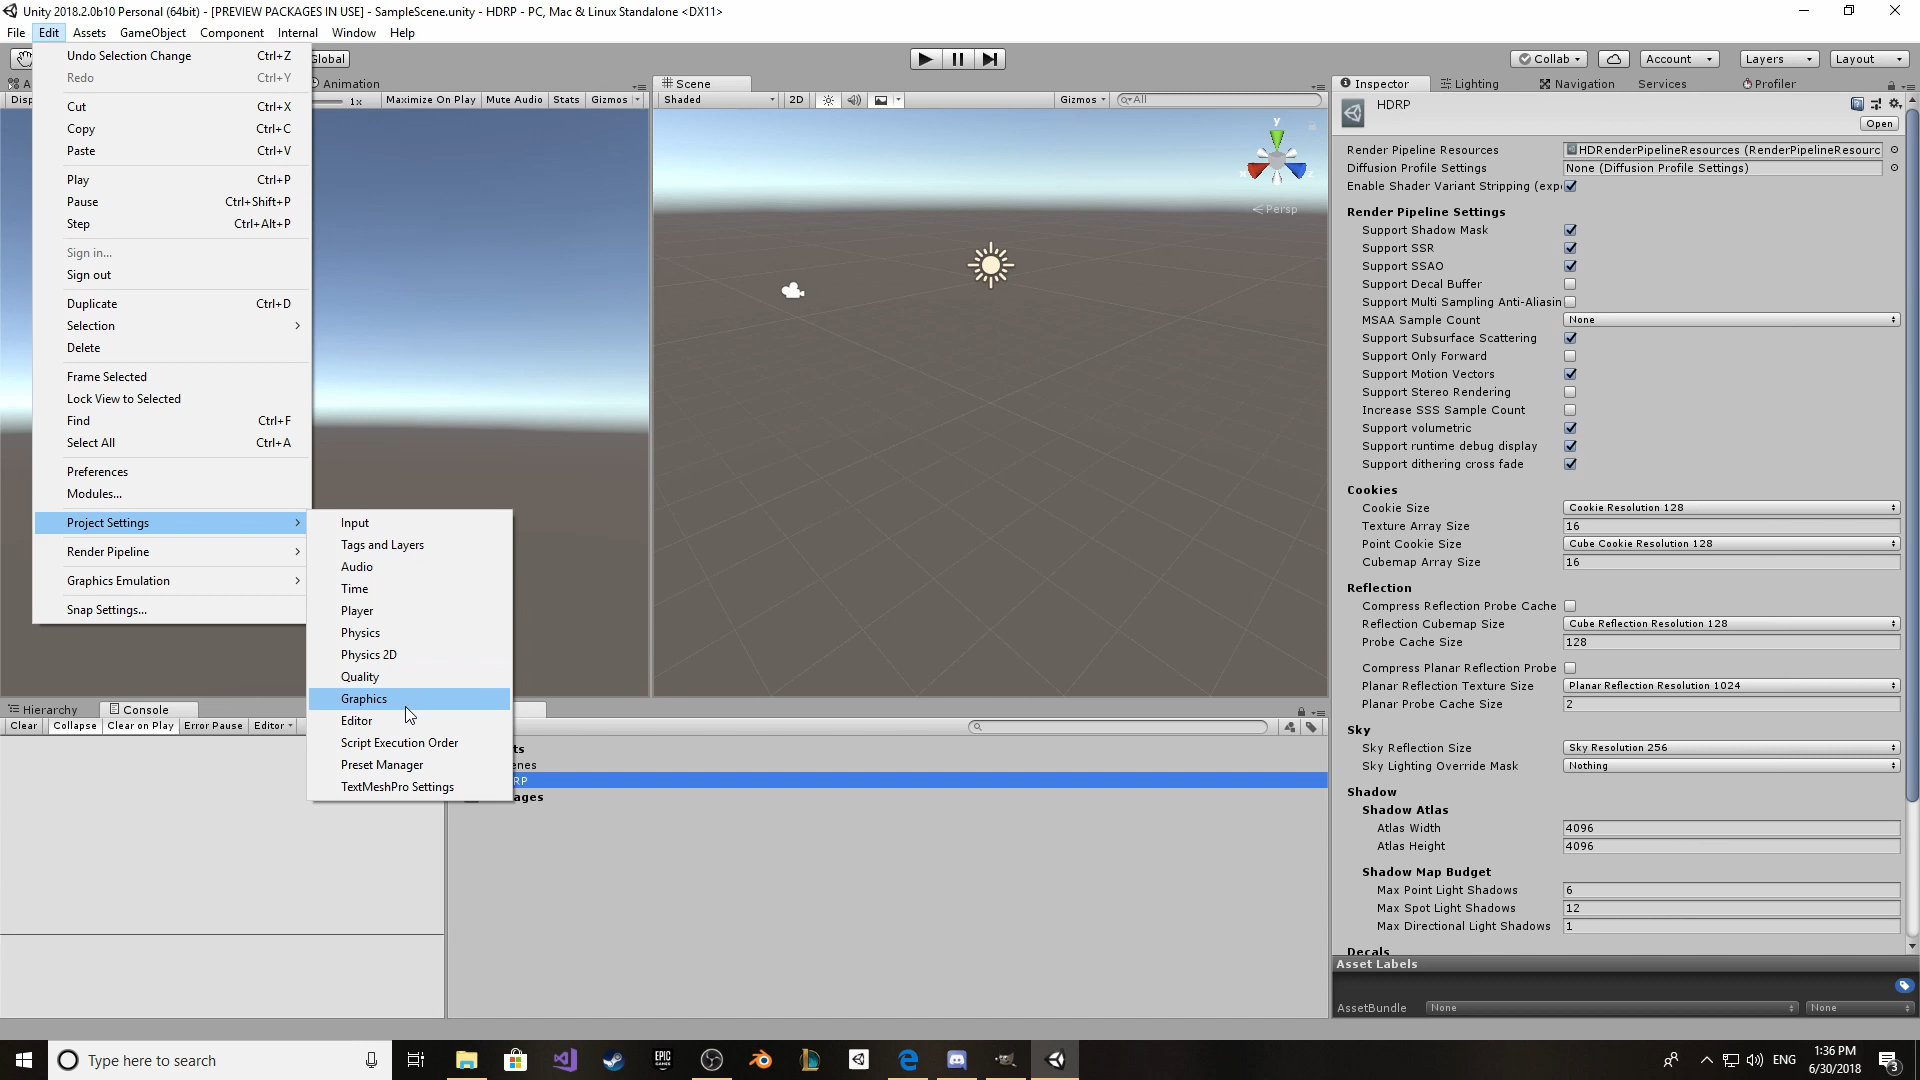 Unity 2018.2.0b10 Personal (64bit) - [PREVIEW PACKAGES IN USE] - SampleScene.unity - HDRP - PC, Mac & Linux Standalone <DX11>
File Edit Assets GameObject Component Internal Window Help
Global
Collab Account Layers Layout
Animation
Scene
Inspector Lighting Navigation Services Profiler
Disp 1x Maximize On Play Mute Audio Stats Gizmos
Shaded 2D Gizmos All
Undo Selection Change Ctrl+Z
Redo Ctrl+Y
Cut Ctrl+X
Copy Ctrl+C
Paste Ctrl+V
Play Ctrl+P
Pause Ctrl+Shift+P
Step Ctrl+Alt+P
Sign in...
Sign out
Duplicate Ctrl+D
Selection
Delete
Frame Selected
Lock View to Selected
Find Ctrl+F
Select All Ctrl+A
Preferences
Modules...
Project Settings
Render Pipeline
Graphics Emulation
Snap Settings...
Input
Tags and Layers
Audio
Time
Player
Physics
Physics 2D
Quality
Graphics
Editor
Script Execution Order
Preset Manager
TextMeshPro Settings
y
x z
Persp
HDRP
Open
Render Pipeline Resources HDRenderPipelineResources (RenderPipelineResourc
Diffusion Profile Settings None (Diffusion Profile Settings)
Enable Shader Variant Stripping (exp
Render Pipeline Settings
Support Shadow Mask
Support SSR
Support SSAO
Support Decal Buffer
Support Multi Sampling Anti-Aliasin
MSAA Sample Count None
Support Subsurface Scattering
Support Only Forward
Support Motion Vectors
Support Stereo Rendering
Increase SSS Sample Count
Support volumetric
Support runtime debug display
Support dithering cross fade
Cookies
Cookie Size Cookie Resolution 128
Texture Array Size 16
Point Cookie Size Cube Cookie Resolution 128
Cubemap Array Size 16
Reflection
Compress Reflection Probe Cache
Reflection Cubemap Size Cube Reflection Resolution 128
Probe Cache Size 128
Compress Planar Reflection Probe
Planar Reflection Texture Size Planar Reflection Resolution 1024
Planar Probe Cache Size 2
Sky
Sky Reflection Size Sky Resolution 256
Sky Lighting Override Mask Nothing
Shadow
Shadow Atlas
Atlas Width 4096
Atlas Height 4096
Shadow Map Budget
Max Point Light Shadows 6
Max Spot Light Shadows 12
Max Directional Light Shadows 1
Decals
Asset Labels
AssetBundle None None
Hierarchy Console
Clear Collapse Clear on Play Error Pause Editor
ts
enes
RP
ages
Type here to search
EPIC GAMES
ENG 1:36 PM
6/30/2018
3